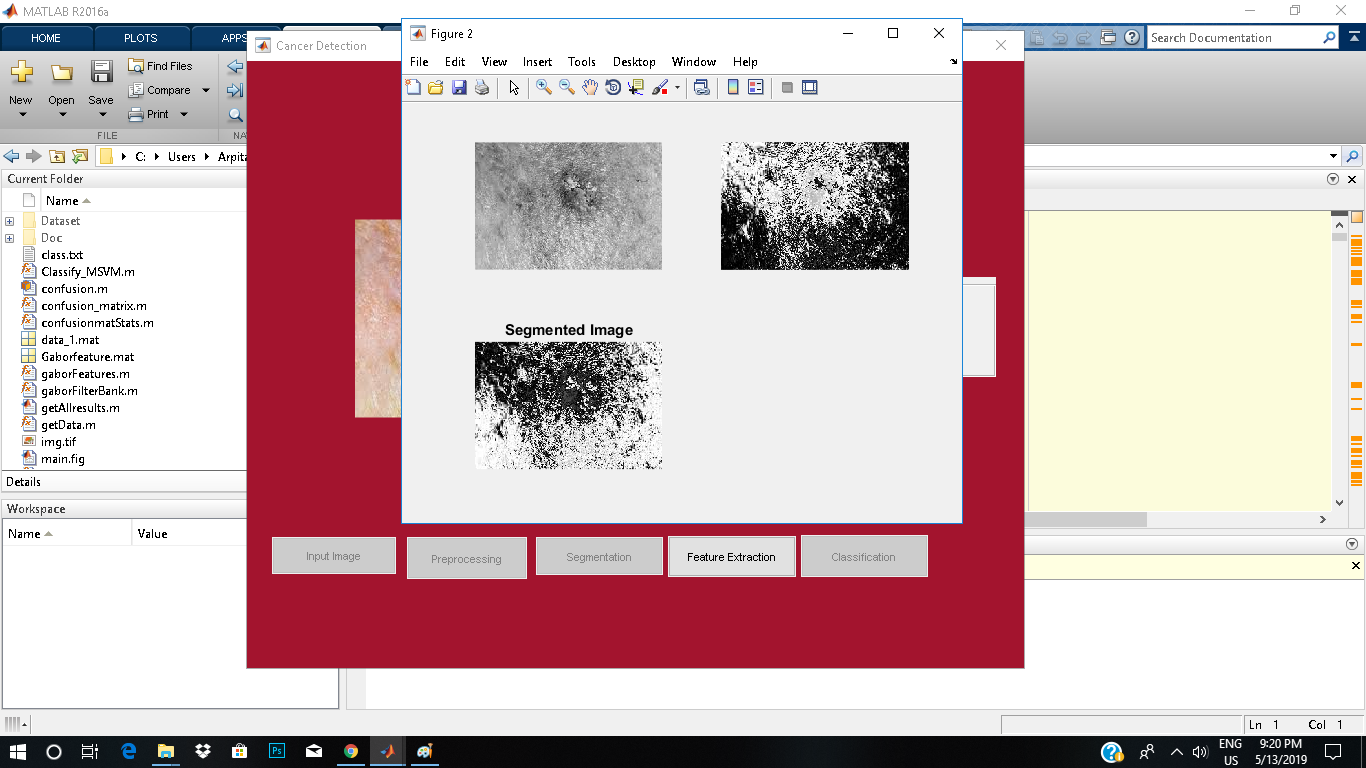 MATLAB R2016a
HOME
PLOTS
APPS
Search Documentation
New
Open
Save
Find Files
Compare
Print
FILE
NA
C:
Users
Arpita
Current Folder
Name
Dataset
Doc
class.txt
Classify_MSVM.m
confusion.m
confusion_matrix.m
confusionmatStats.m
data_1.mat
Gaborfeature.mat
gaborFeatures.m
gaborFilterBank.m
getAllresults.m
getData.m
img.tif
main.fig
Details
Workspace
Name
Value
Cancer Detection
Figure 2
File Edit View Insert Tools Desktop Window Help
Segmented Image
Input Image
Preprocessing
Segmentation
Feature Extraction
Classification
Ln 1 Col 1
Ps
ENG
US
9:20 PM
5/13/2019